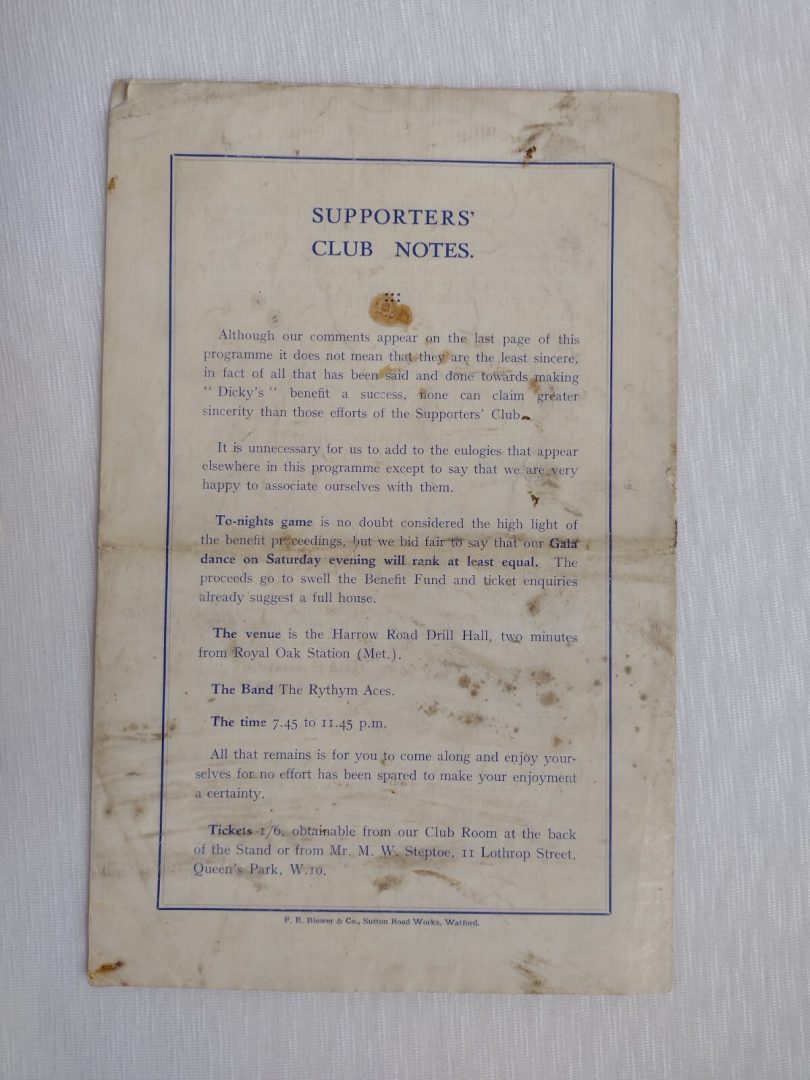 SUPPORTERS'
CLUB NOTES.
Although our comments appear on the last page of this
programme it does not mean that they are the least sincere,
in fact of all that has been said and done towards making
" Dicky's " benefit a success, none can claim greater
sincerity than those efforts of the Supporters' Club.
It is unnecessary for us to add to the eulogies that appear
elsewhere in this programme except to say that we are very
happy to associate ourselves with them.
To-nights game is no doubt considered the high light of
the benefit proceedings, but we bid fair to say that our Gala
dance on Saturday evening will rank at least equal. The
proceeds go to swell the Benefit Fund and ticket enquiries
already suggest a full house.
The venue is the Harrow Road Drill Hall, two minutes
from Royal Oak Station (Met.).
The Band The Rythym Aces.
The time 7.45 to 11.45 p.m.
All that remains is for you to come along and enjoy your-
selves for no effort has been spared to make your enjoyment
a certainty.
Tickets 1/6, obtainable from our Club Room at the back
of the Stand or from Mr. M. W. Steptoe, 11 Lothrop Street,
Queen's Park, W.10.
F. E. Blower & Co., Sutton Road Works, Watford.